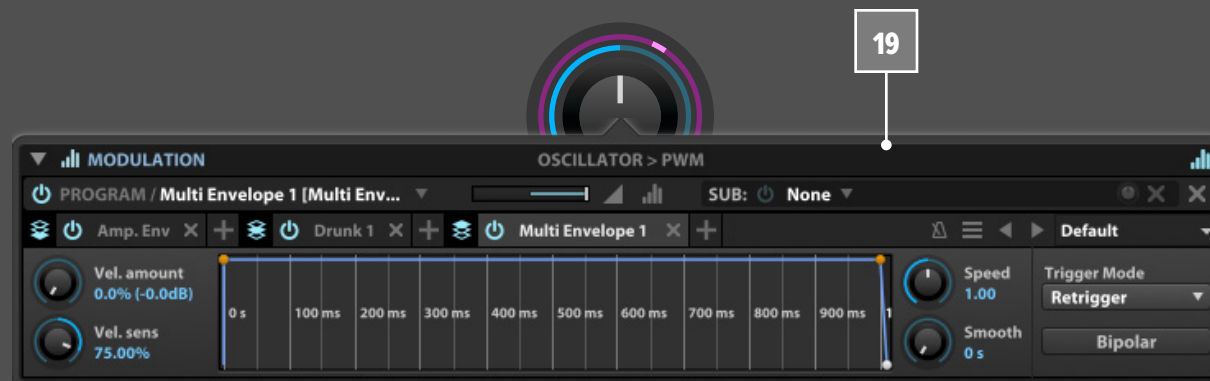 19
MODULATION OSCILLATOR > PWM
PROGRAM / Multi Envelope 1 [Multi Env... SUB: None
Amp. Env Drunk 1 Multi Envelope 1 Default
Vel. amount
0.0% (-0.0dB)
Vel. sens
75.00%
0 s 100 ms 200 ms 300 ms 400 ms 500 ms 600 ms 700 ms 800 ms 900 ms 1
Speed
1.00
Smooth
0 s
Trigger Mode
Retrigger
Bipolar